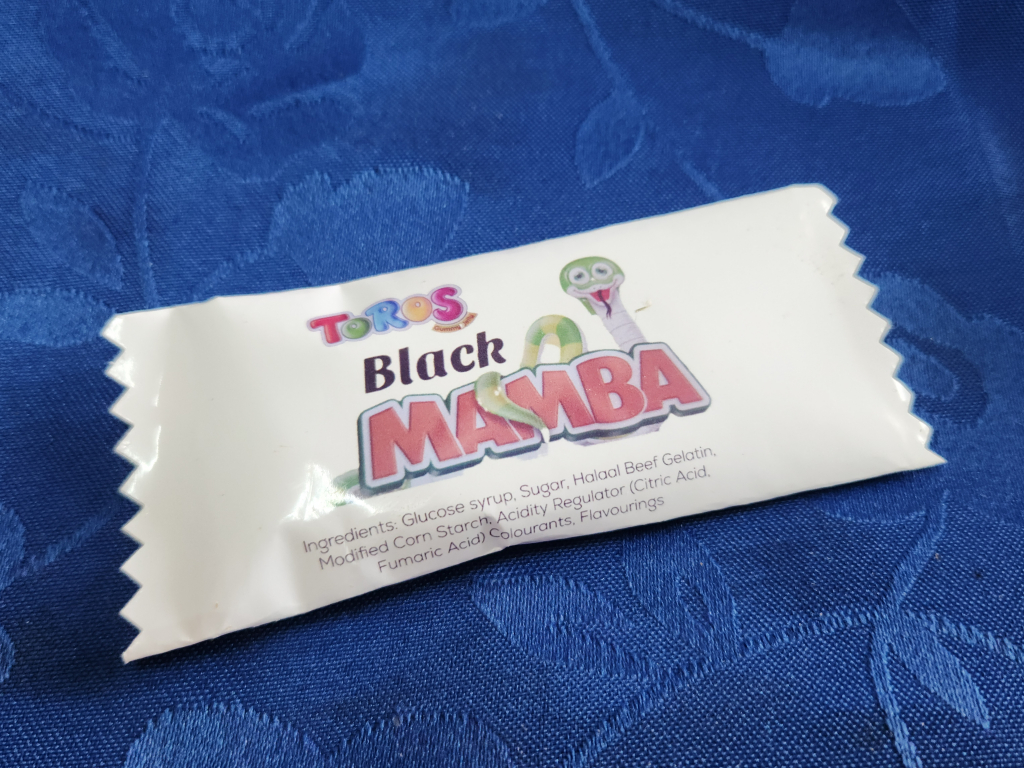 TOROS
Black
MAMBA
Ingredients: Glucose syrup, Sugar, Halaal Beef Gelatin,
Modified Corn Starch, Acidity Regulator (Citric Acid,
Fumaric Acid) Colourants, Flavourings